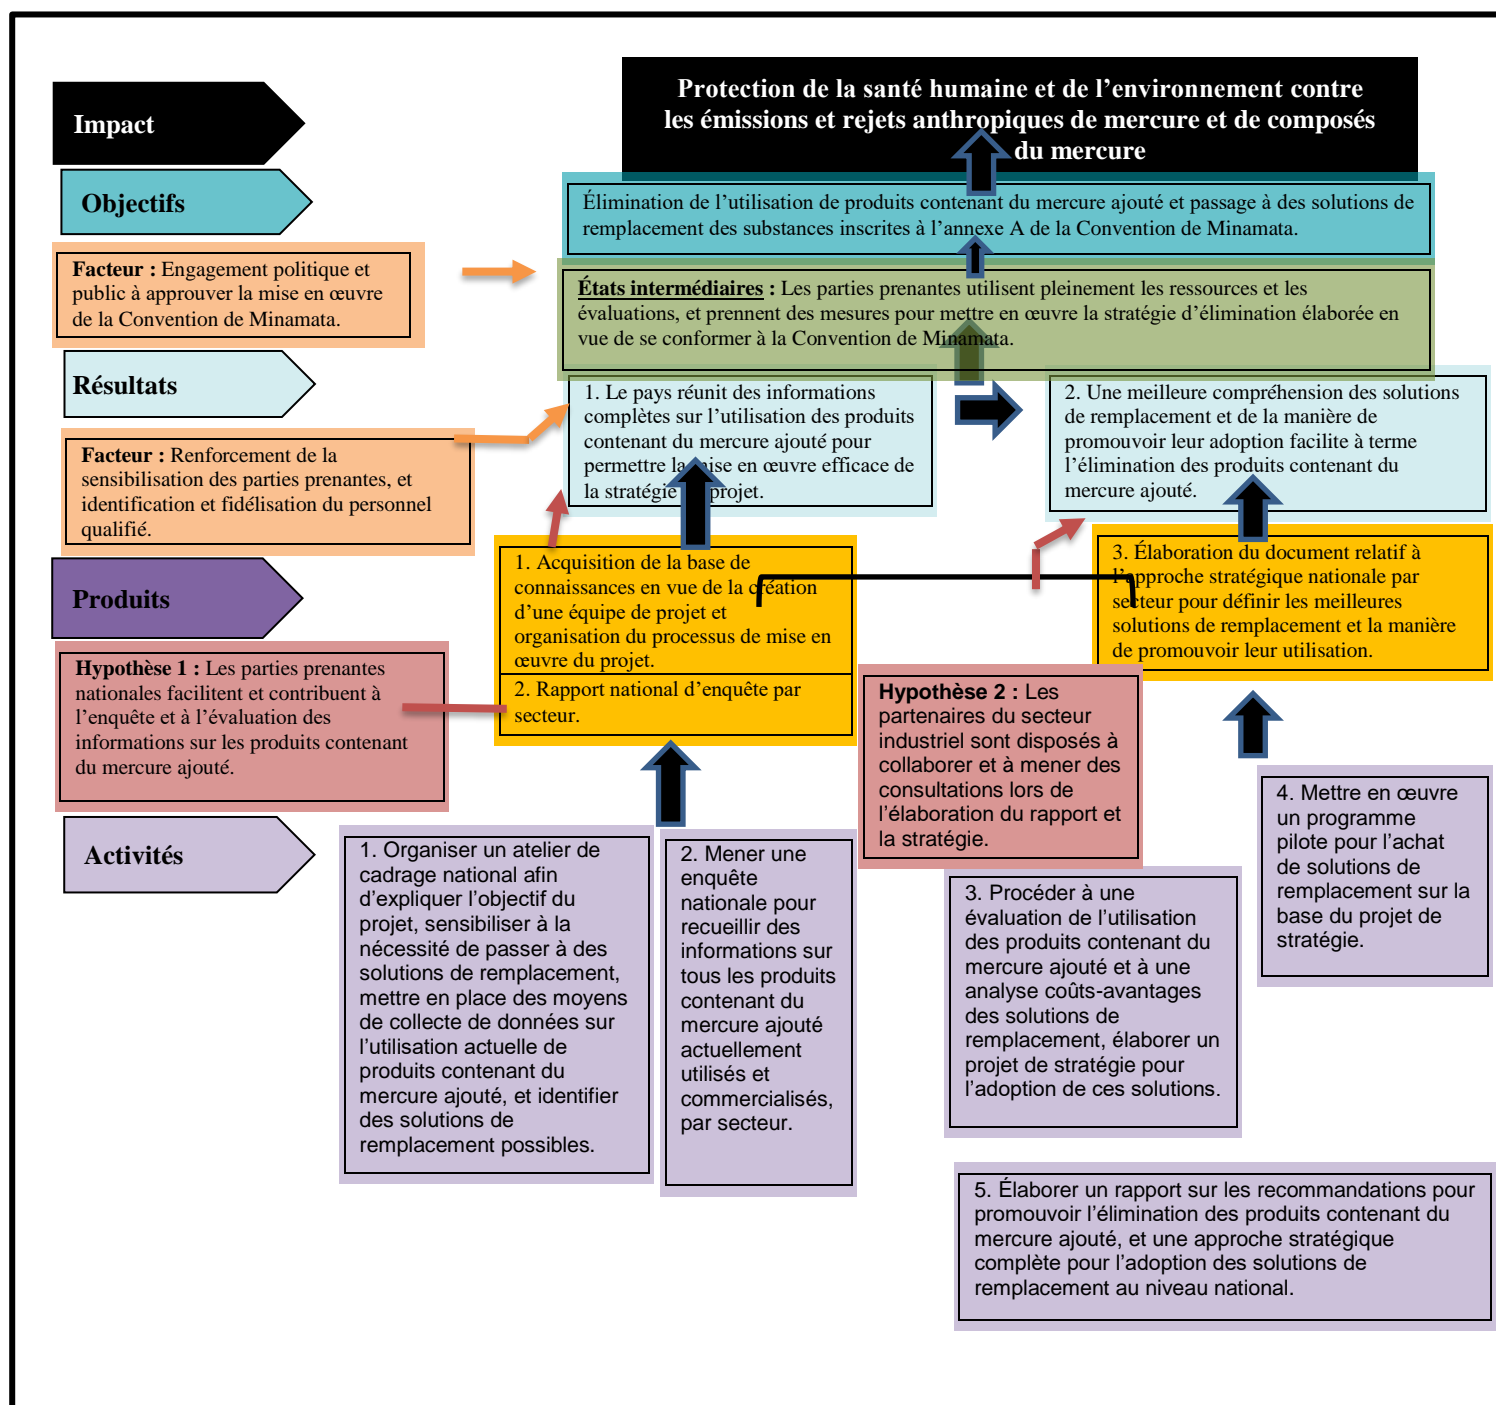 Protection de la santé humaine et de l’environnement contre
les émissions et rejets anthropiques de mercure et de composés
du mercure
Impact
Objectifs
Élimination de l’utilisation de produits contenant du mercure ajouté et passage à des solutions de
remplacement des substances inscrites à l’annexe A de la Convention de Minamata.
Facteur : Engagement politique et
public à approuver la mise en œuvre
de la Convention de Minamata.
États intermédiaires : Les parties prenantes utilisent pleinement les ressources et les
évaluations, et prennent des mesures pour mettre en œuvre la stratégie d’élimination élaborée en
vue de se conformer à la Convention de Minamata.
Résultats
1. Le pays réunit des informations
complètes sur l’utilisation des produits
contenant du mercure ajouté pour
permettre la mise en œuvre efficace de
la stratégie projet.
2. Une meilleure compréhension des solutions
de remplacement et de la manière de
promouvoir leur adoption facilite à terme
l’élimination des produits contenant du
mercure ajouté.
Facteur : Renforcement de la
sensibilisation des parties prenantes, et
identification et fidélisation du personnel
qualifié.
Produits
1. Acquisition de la base de
connaissances en vue de la création
d’une équipe de projet et
organisation du processus de mise en
œuvre du projet.
2. Rapport national d’enquête par
secteur.
3. Élaboration du document relatif à
l’approche stratégique nationale par
secteur pour définir les meilleures
solutions de remplacement et la manière
de promouvoir leur utilisation.
Hypothèse 1 : Les parties prenantes
nationales facilitent et contribuent à
l’enquête et à l’évaluation des
informations sur les produits contenant
du mercure ajouté.
Hypothèse 2 : Les
partenaires du secteur
industriel sont disposés à
collaborer et à mener des
consultations lors de
l’élaboration du rapport et
la stratégie.
Activités
1. Organiser un atelier de
cadrage national afin
d’expliquer l’objectif du
projet, sensibiliser à la
nécessité de passer à des
solutions de remplacement,
mettre en place des moyens
de collecte de données sur
l’utilisation actuelle de
produits contenant du
mercure ajouté, et identifier
des solutions de
remplacement possibles.
2. Mener une
enquête
nationale pour
recueillir des
informations sur
tous les produits
contenant du
mercure ajouté
actuellement
utilisés et
commercialisés,
par secteur.
3. Procéder à une
évaluation de l’utilisation
des produits contenant du
mercure ajouté et à une
analyse coûts-avantages
des solutions de
remplacement, élaborer un
projet de stratégie pour
l’adoption de ces solutions.
4. Mettre en œuvre
un programme
pilote pour l’achat
de solutions de
remplacement sur la
base du projet de
stratégie.
5. Élaborer un rapport sur les recommandations pour
promouvoir l’élimination des produits contenant du
mercure ajouté, et une approche stratégique
complète pour l’adoption des solutions de
remplacement au niveau national.